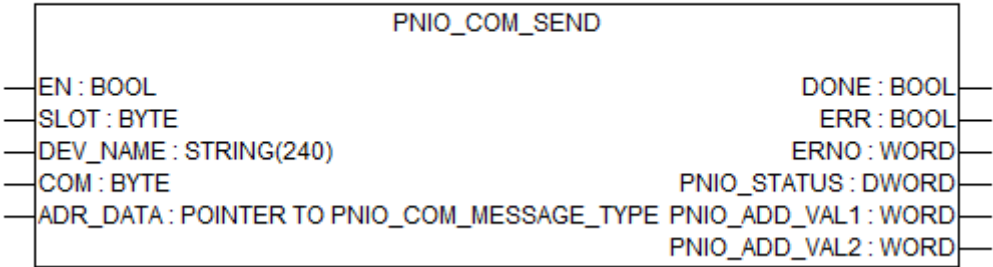 PNIO_COM_SEND
EN : BOOL DONE : BOOL
SLOT : BYTE ERR : BOOL
DEV_NAME : STRING(240) ERNO : WORD
COM : BYTE PNIO_STATUS : DWORD
ADR_DATA : POINTER TO PNIO_COM_MESSAGE_TYPE PNIO_ADD_VAL1 : WORD
PNIO_ADD_VAL2 : WORD